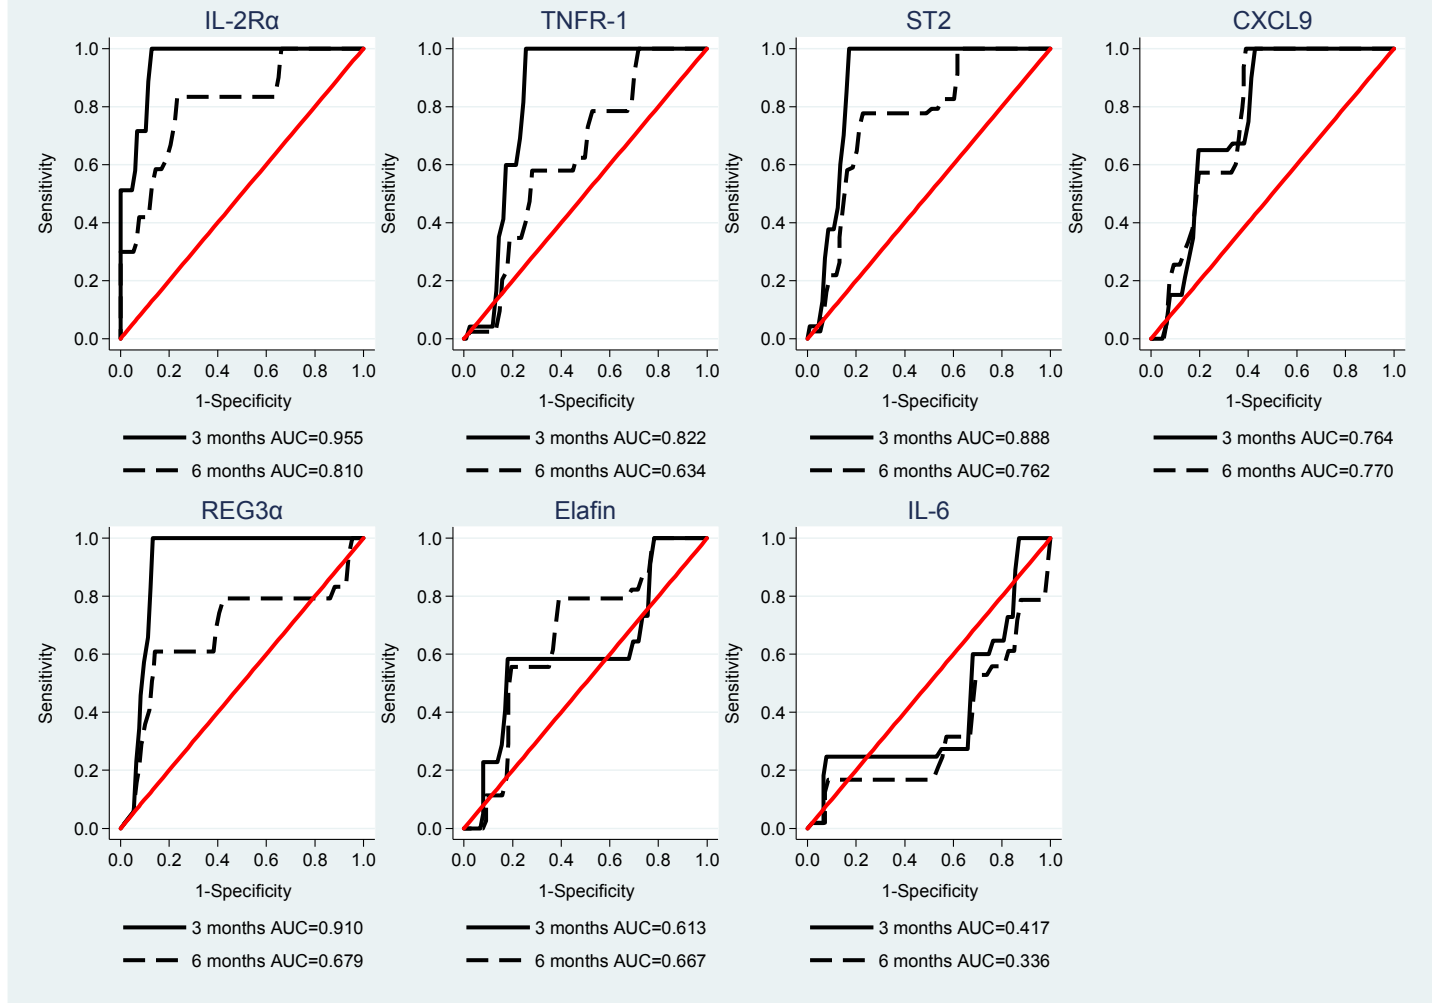 IL-2Rα
TNFR-1
ST2
CXCL9
Sensitivity
1.0
0.8
0.6
0.4
0.2
0.0
0.0 0.2 0.4 0.6 0.8 1.0
1-Specificity
3 months AUC=0.955
6 months AUC=0.810
Sensitivity
1.0
0.8
0.6
0.4
0.2
0.0
0.0 0.2 0.4 0.6 0.8 1.0
1-Specificity
3 months AUC=0.822
6 months AUC=0.634
Sensitivity
1.0
0.8
0.6
0.4
0.2
0.0
0.0 0.2 0.4 0.6 0.8 1.0
1-Specificity
3 months AUC=0.888
6 months AUC=0.762
Sensitivity
1.0
0.8
0.6
0.4
0.2
0.0
0.0 0.2 0.4 0.6 0.8 1.0
1-Specificity
3 months AUC=0.764
6 months AUC=0.770
REG3α
Elafin
IL-6
Sensitivity
1.0
0.8
0.6
0.4
0.2
0.0
0.0 0.2 0.4 0.6 0.8 1.0
1-Specificity
3 months AUC=0.910
6 months AUC=0.679
Sensitivity
1.0
0.8
0.6
0.4
0.2
0.0
0.0 0.2 0.4 0.6 0.8 1.0
1-Specificity
3 months AUC=0.613
6 months AUC=0.667
Sensitivity
1.0
0.8
0.6
0.4
0.2
0.0
0.0 0.2 0.4 0.6 0.8 1.0
1-Specificity
3 months AUC=0.417
6 months AUC=0.336